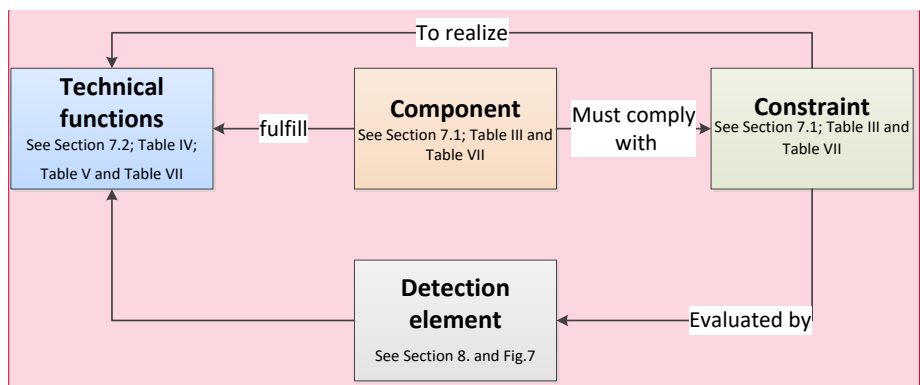 To realize
Technical
functions
See Section 7.2; Table IV;
Table V and Table VII
fulfill
Component
See Section 7.1; Table III and
Table VII
Must comply
with
Constraint
See Section 7.1; Table III and
Table VII
Detection
element
See Section 8. and Fig.7
Evaluated by